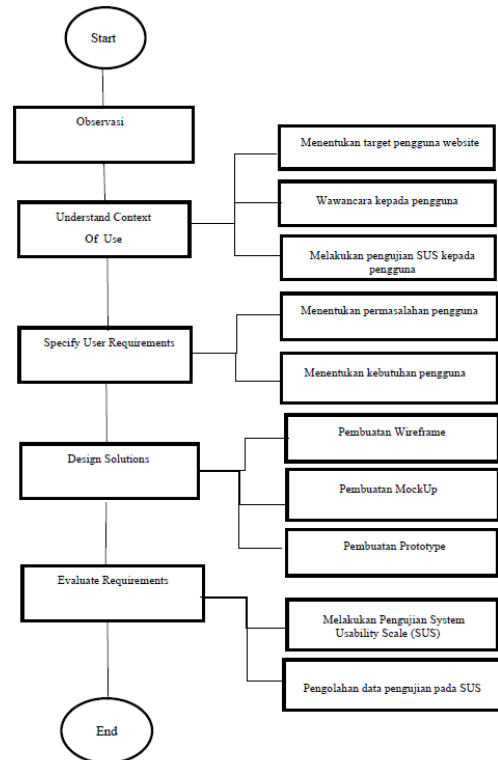 Start
Observasi
Understand Context
Of Use
Menentukan target pengguna website
Wawancara kepada pengguna
Melakukan pengujian SUS kepada
pengguna
Specify User Requirements
Menentukan permasalahan pengguna
Menentukan kebutuhan pengguna
Design Solutions
Pembuatan Wireframe
Pembuatan MockUp
Pembuatan Prototype
Evaluate Requirements
Melakukan Pengujian System
Usability Scale (SUS)
Pengolahan data pengujian pada SUS
End